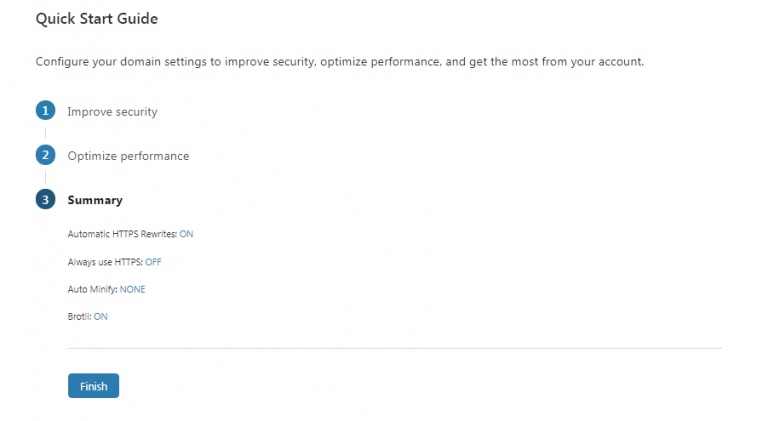 Quick Start Guide
Configure your domain settings to improve security, optimize performance, and get the most from your account.
1 Improve security
2 Optimize performance
3 Summary
Automatic HTTPS Rewrites: ON
Always use HTTPS: OFF
Auto Minify: NONE
Brotli: ON
Finish